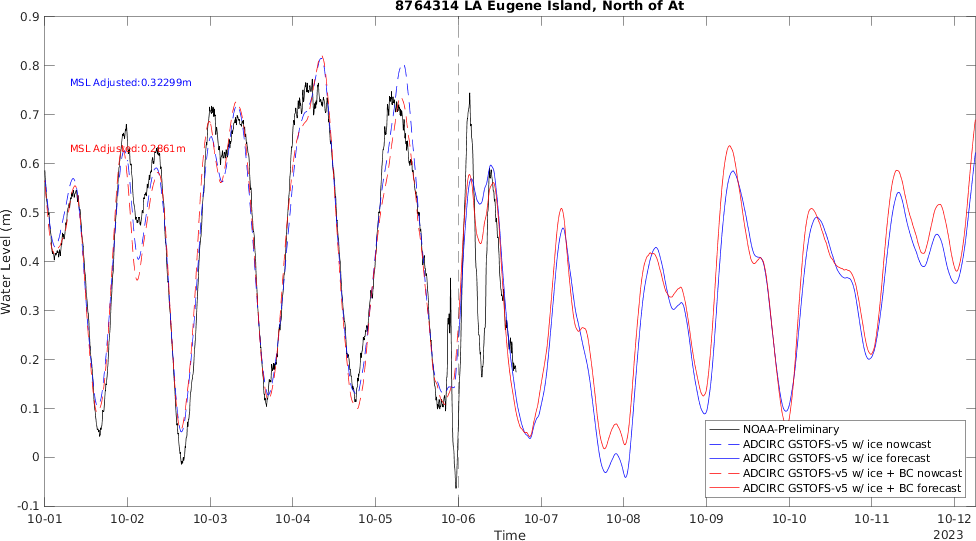 8764314 LA Eugene Island, North of At
0.9
0.8
0.7
0.6
0.5
0.4
0.3
0.2
0.1
0
-0.1
Water Level (m)
MSL Adjusted:0.32299m
MSL Adjusted:0.2861m
NOAA-Preliminary
ADCIRC GSTOFS-v5 w/ ice nowcast
ADCIRC GSTOFS-v5 w/ ice forecast
ADCIRC GSTOFS-v5 w/ ice + BC nowcast
ADCIRC GSTOFS-v5 w/ ice + BC forecast
10-01 10-02 10-03 10-04 10-05 10-06 10-07 10-08 10-09 10-10 10-11 10-12
Time
2023